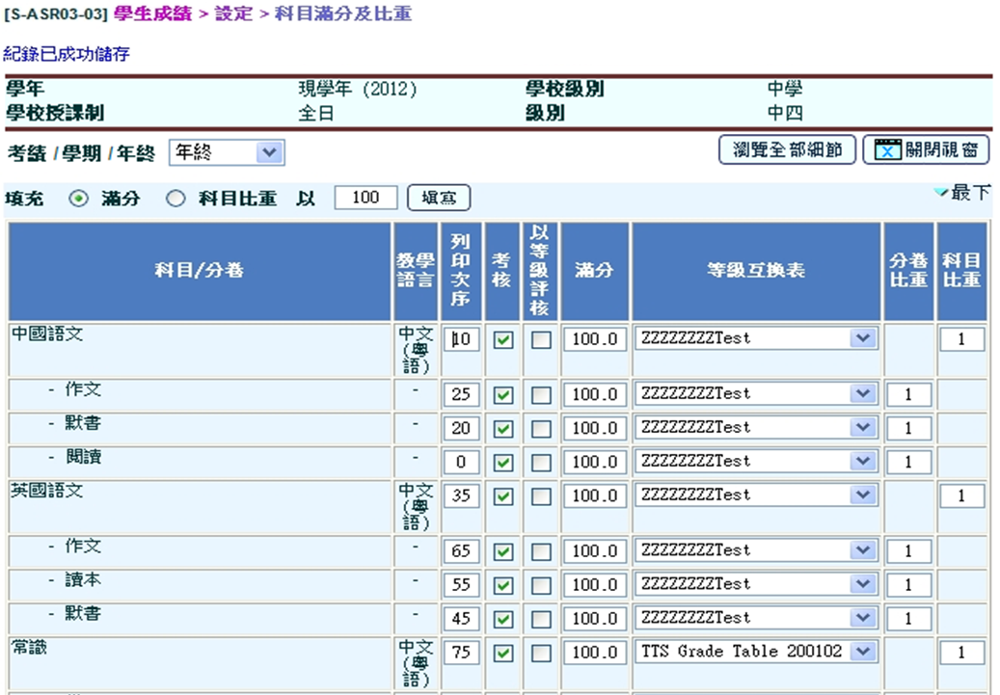 [S-ASR03-03] 學生成績 > 設定 > 科目滿分及比重
紀錄已成功儲存
學年 現學年 (2012) 學校級別 中學
學校授課制 全日 級別 中四
考績 / 學期 / 年終 年終 瀏覽全部細節 關閉視窗
填充 滿分 科目比重 以 100 填寫 最下
科目/分卷 教學語言 列印次序 考核 以等級評核 滿分 等級互換表 分卷比重 科目比重
中國語文 中文(粵語) 10 100.0 ZZZZZZZZTest 1
- 作文 - 25 100.0 ZZZZZZZZTest 1
- 默書 - 20 100.0 ZZZZZZZZTest 1
- 閱讀 - 0 100.0 ZZZZZZZZTest 1
英國語文 中文(粵語) 35 100.0 ZZZZZZZZTest 1
- 作文 - 65 100.0 ZZZZZZZZTest 1
- 讀本 - 55 100.0 ZZZZZZZZTest 1
- 默書 - 45 100.0 ZZZZZZZZTest 1
常識 中文(粵語) 75 100.0 TTS Grade Table 200102 1